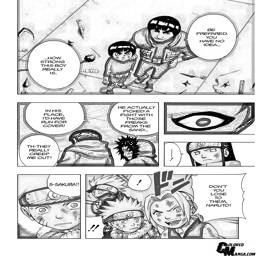 BE
PREPARED.
YOU HAVE
NO IDEA...
...HOW
STRONG
THIS BOY
REALLY
IS.
HE ACTUALLY
PICKED A
FIGHT WITH
THOSE
FREAKS
FROM THE
SAND!
IN HIS
PLACE,
I'D HAVE
RUN FOR
COVER!
TH-THEY
REALLY
CREEP
ME OUT!
DON'T
YOU
LOSE
TO
THEM,
NARUTO!
!
S-SAKURA!!
COLORED
MANGA.COM